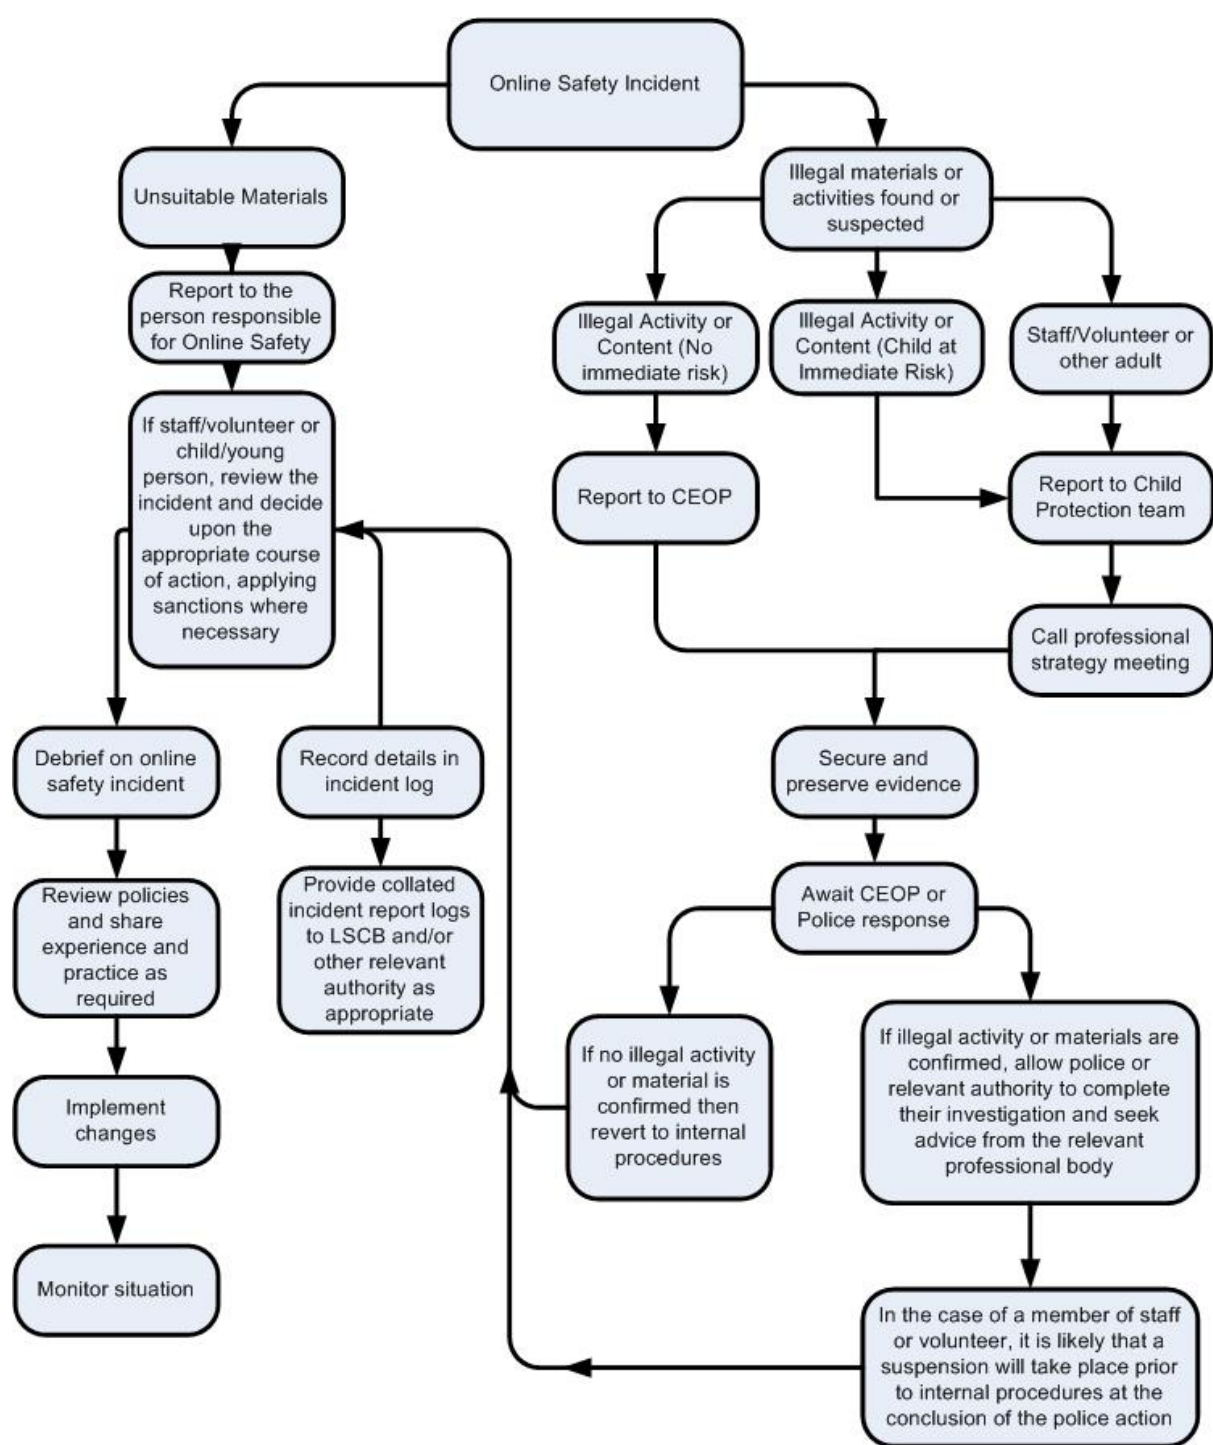 Online Safety Incident
Unsuitable Materials
Report to the
person responsible
for Online Safety
If staff/volunteer or
child/young
person, review the
incident and decide
upon the
appropriate course
of action, applying
sanctions where
necessary
Debrief on online
safety incident
Review policies
and share
experience and
practice as
required
Implement
changes
Monitor situation
Record details in
incident log
Provide collated
incident report logs
to LSCB and/or
other relevant
authority as
appropriate
Illegal materials or
activities found or
suspected
Illegal Activity or
Content (No
immediate risk)
Illegal Activity or
Content (Child at
Immediate Risk)
Staff/Volunteer or
other adult
Report to CEOP
Report to Child
Protection team
Call professional
strategy meeting
Secure and
preserve evidence
Await CEOP or
Police response
If no illegal activity
or material is
confirmed then
revert to internal
procedures
If illegal activity or materials are
confirmed, allow police or
relevant authority to complete
their investigation and seek
advice from the relevant
professional body
In the case of a member of staff
or volunteer, it is likely that a
suspension will take place prior
to internal procedures at the
conclusion of the police action